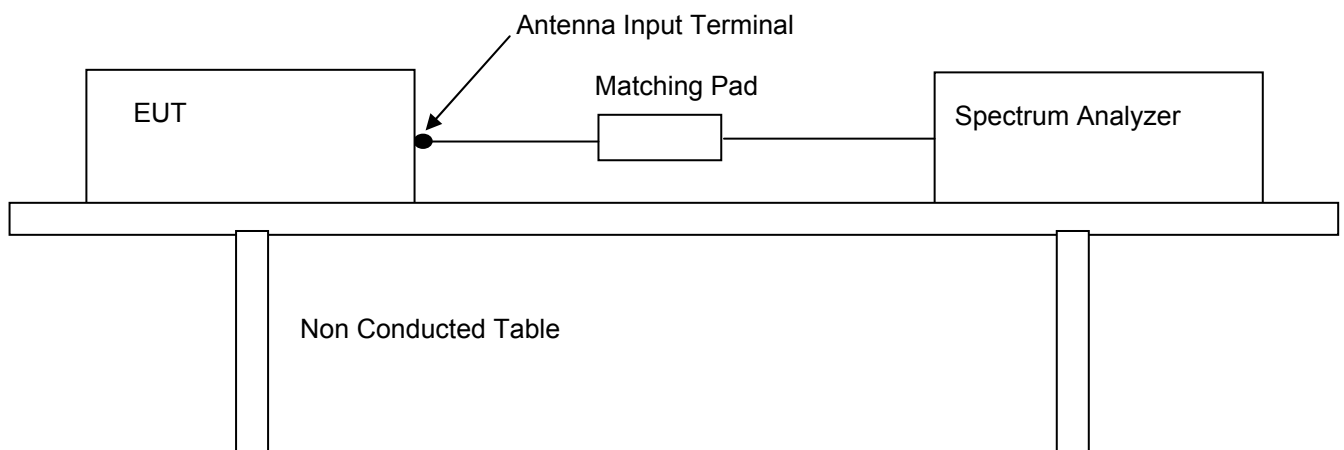 Antenna Input Terminal
Matching Pad
EUT
Spectrum Analyzer
Non Conducted Table